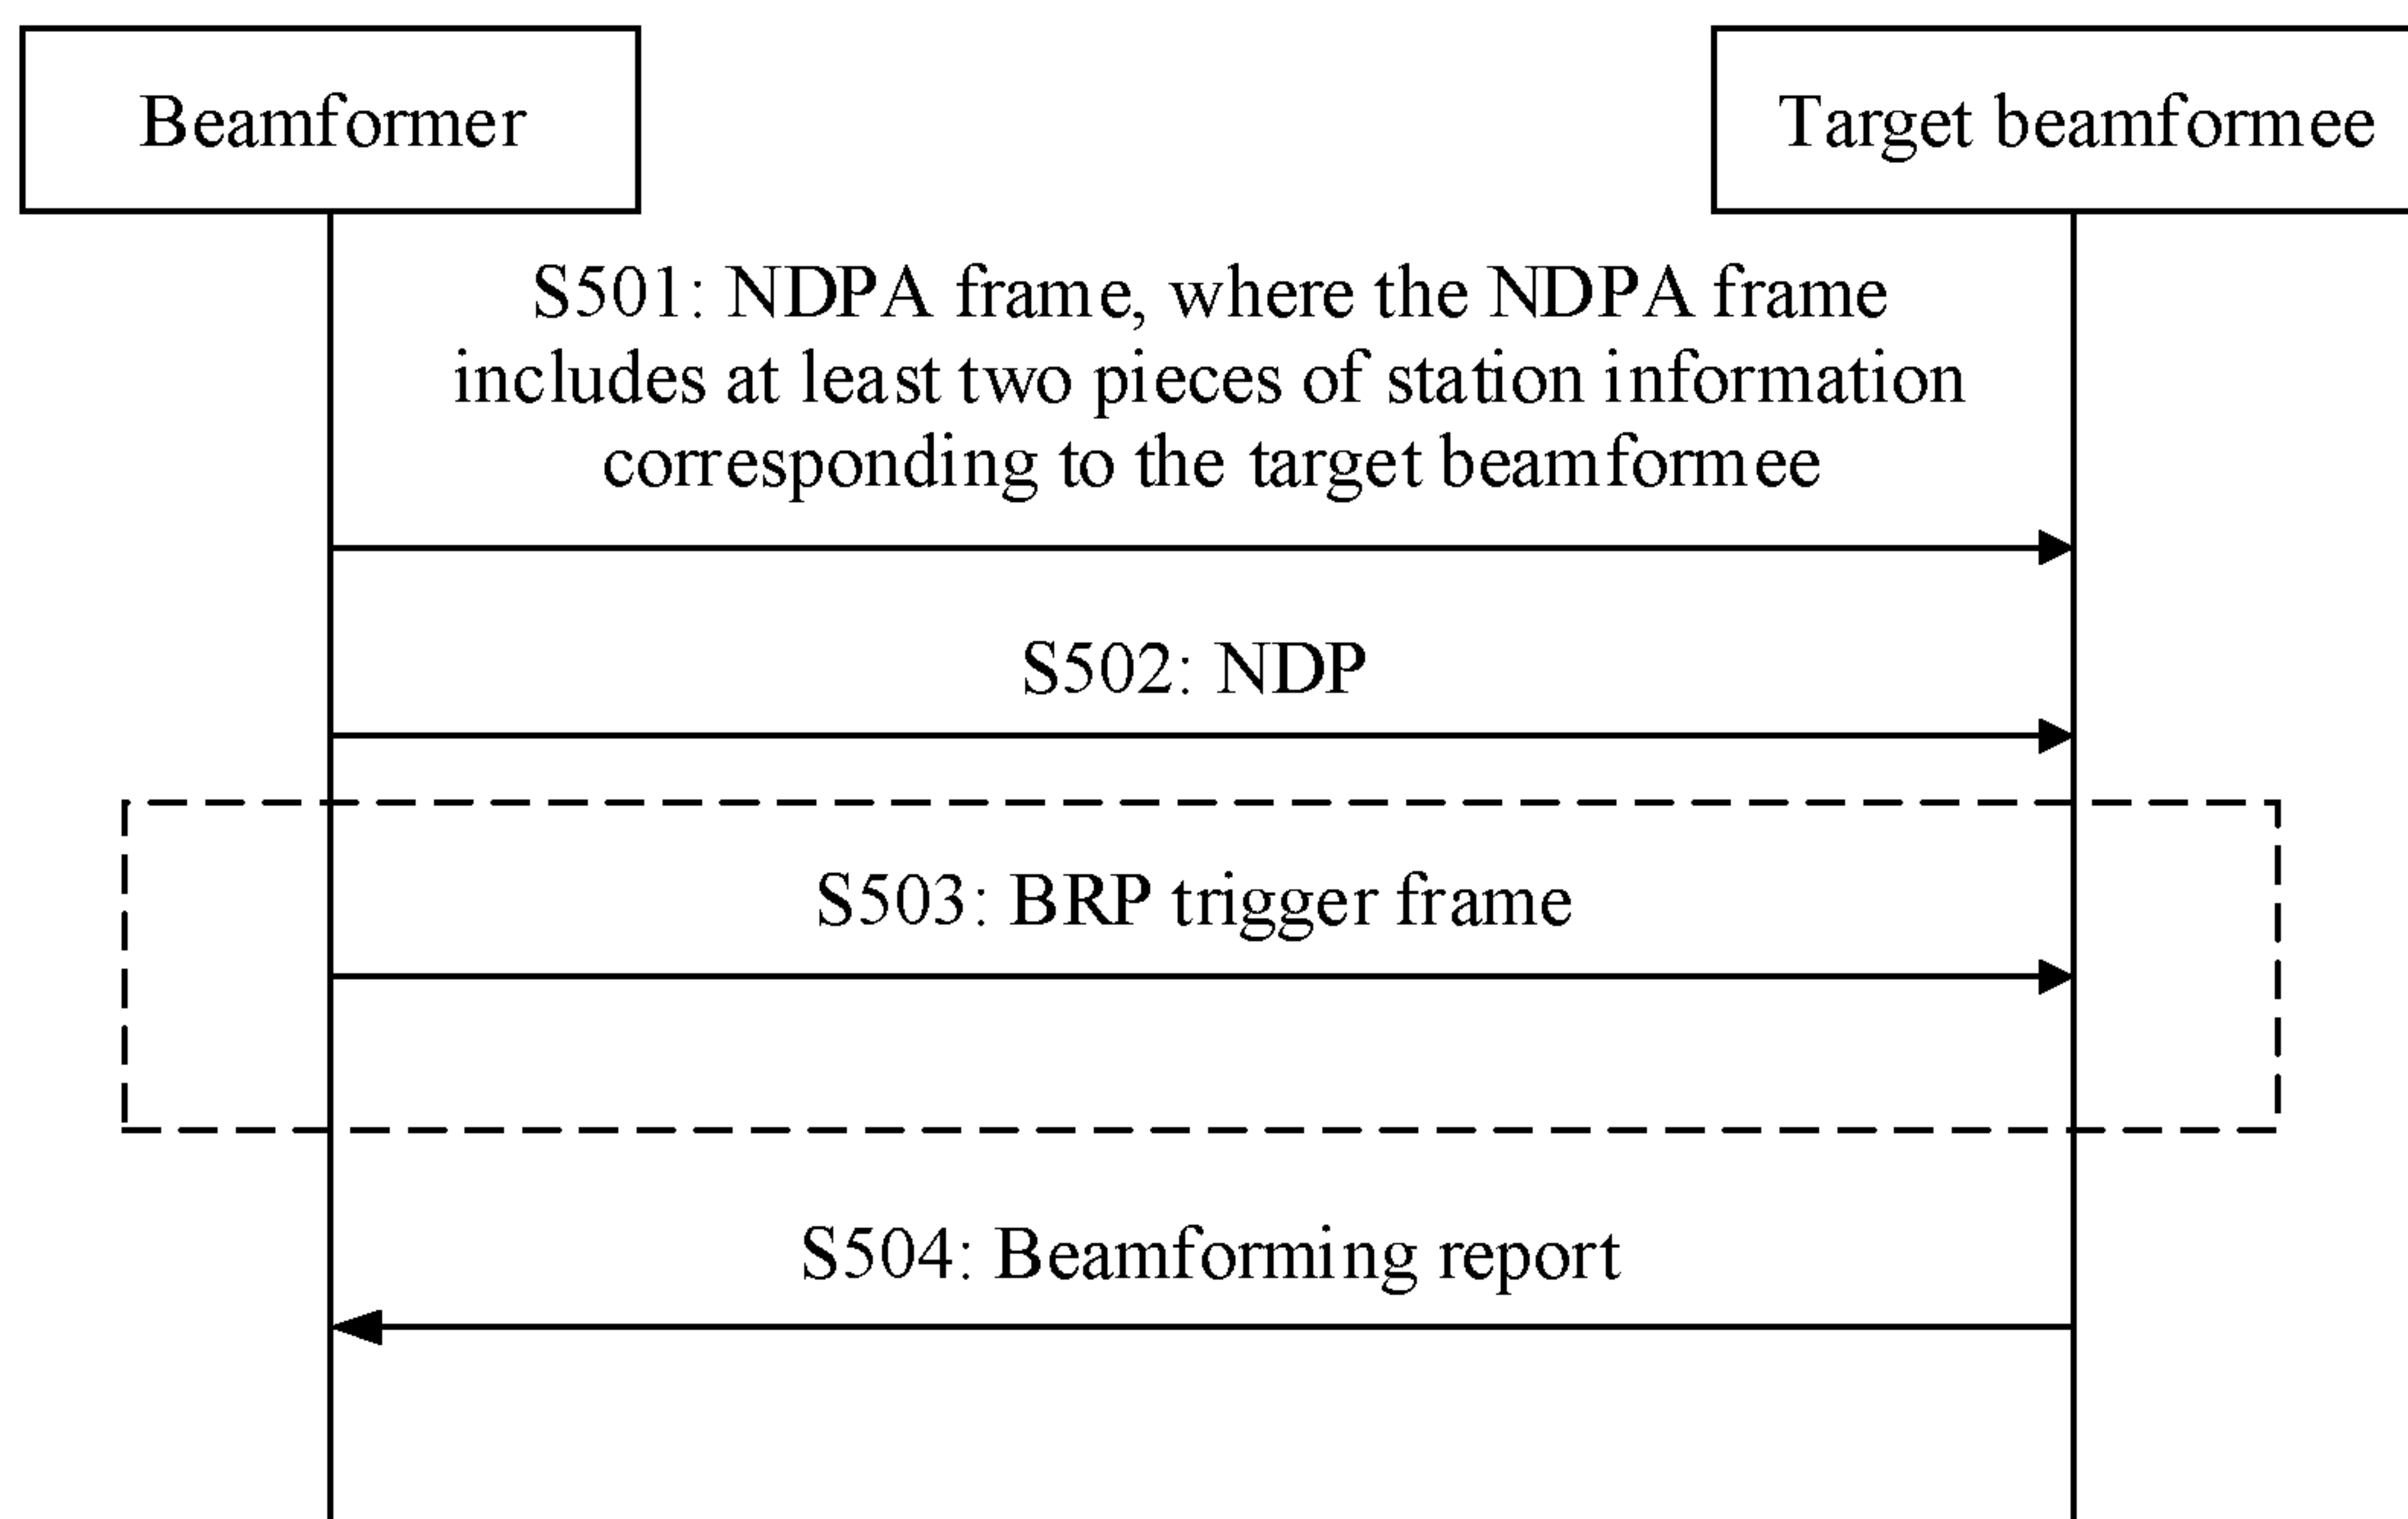 Beamformer
Target beamformee
S501: NDPA frame, where the NDPA frame
includes at least two pieces of station information
corresponding to the target beamformee
S502: NDP
S503: BRP trigger frame
S504: Beamforming report